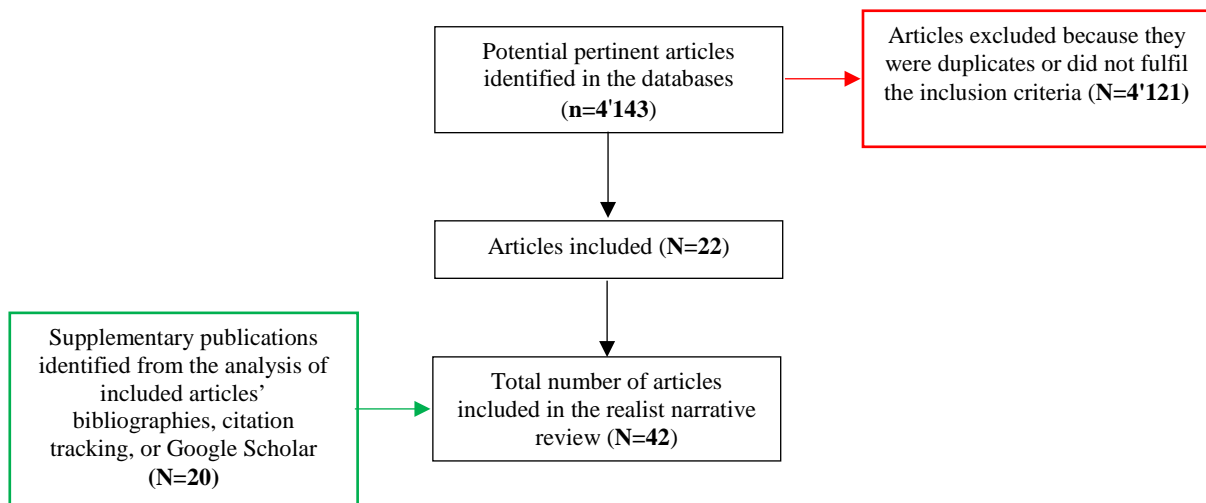 Potential pertinent articles
identified in the databases
(n=4'143)
Articles excluded because they
were duplicates or did not fulfil
the inclusion criteria (N=4'121)
Articles included (N=22)
Supplementary publications
identified from the analysis of
included articles’
bibliographies, citation
tracking, or Google Scholar
(N=20)
Total number of articles
included in the realist narrative
review (N=42)